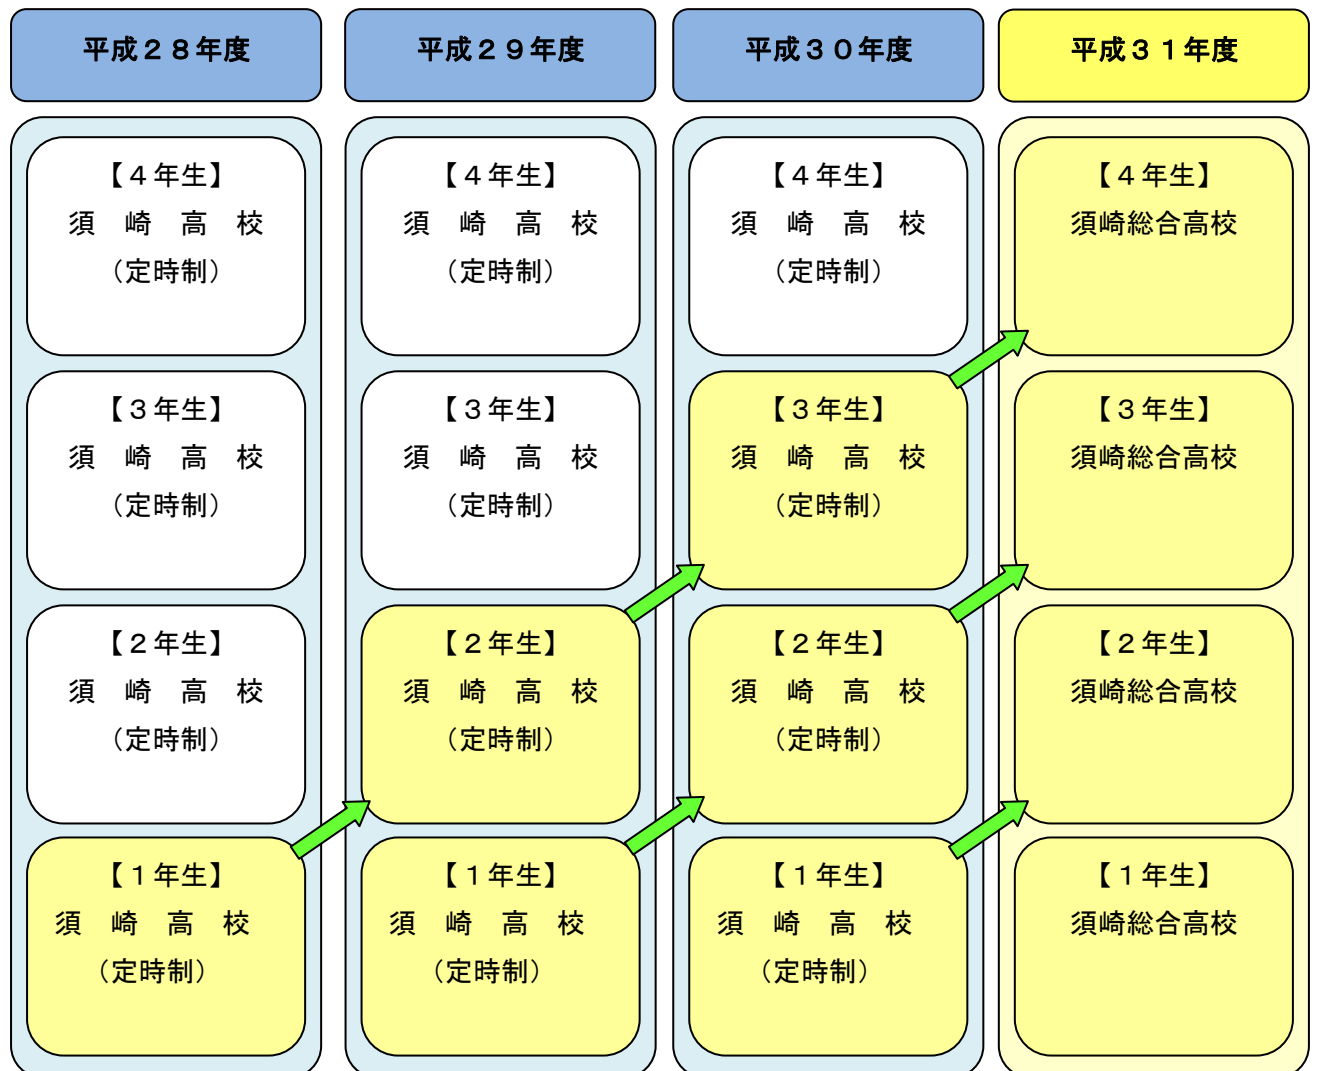 平成２８年度
【４年生】
須　崎　高　校
（定時制）
【３年生】
須　崎　高　校
（定時制）
【２年生】
須　崎　高　校
（定時制）
【１年生】
須　崎　高　校
（定時制）
平成２９年度
【４年生】
須　崎　高　校
（定時制）
【３年生】
須　崎　高　校
（定時制）
【２年生】
須　崎　高　校
（定時制）
【１年生】
須　崎　高　校
（定時制）
平成３０年度
【４年生】
須　崎　高　校
（定時制）
【３年生】
須　崎　高　校
（定時制）
【２年生】
須　崎　高　校
（定時制）
【１年生】
須　崎　高　校
（定時制）
平成３１年度
【４年生】
須崎総合高校
【３年生】
須崎総合高校
【２年生】
須崎総合高校
【１年生】
須崎総合高校